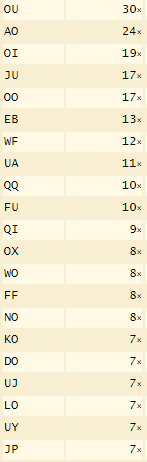 OU 30×
AO 24×
OI 19×
JU 17×
OO 17×
EB 13×
WF 12×
UA 11×
QQ 10×
FU 10×
QI 9×
OX 8×
WO 8×
FF 8×
NO 8×
KO 7×
DO 7×
UJ 7×
LO 7×
UY 7×
JP 7×